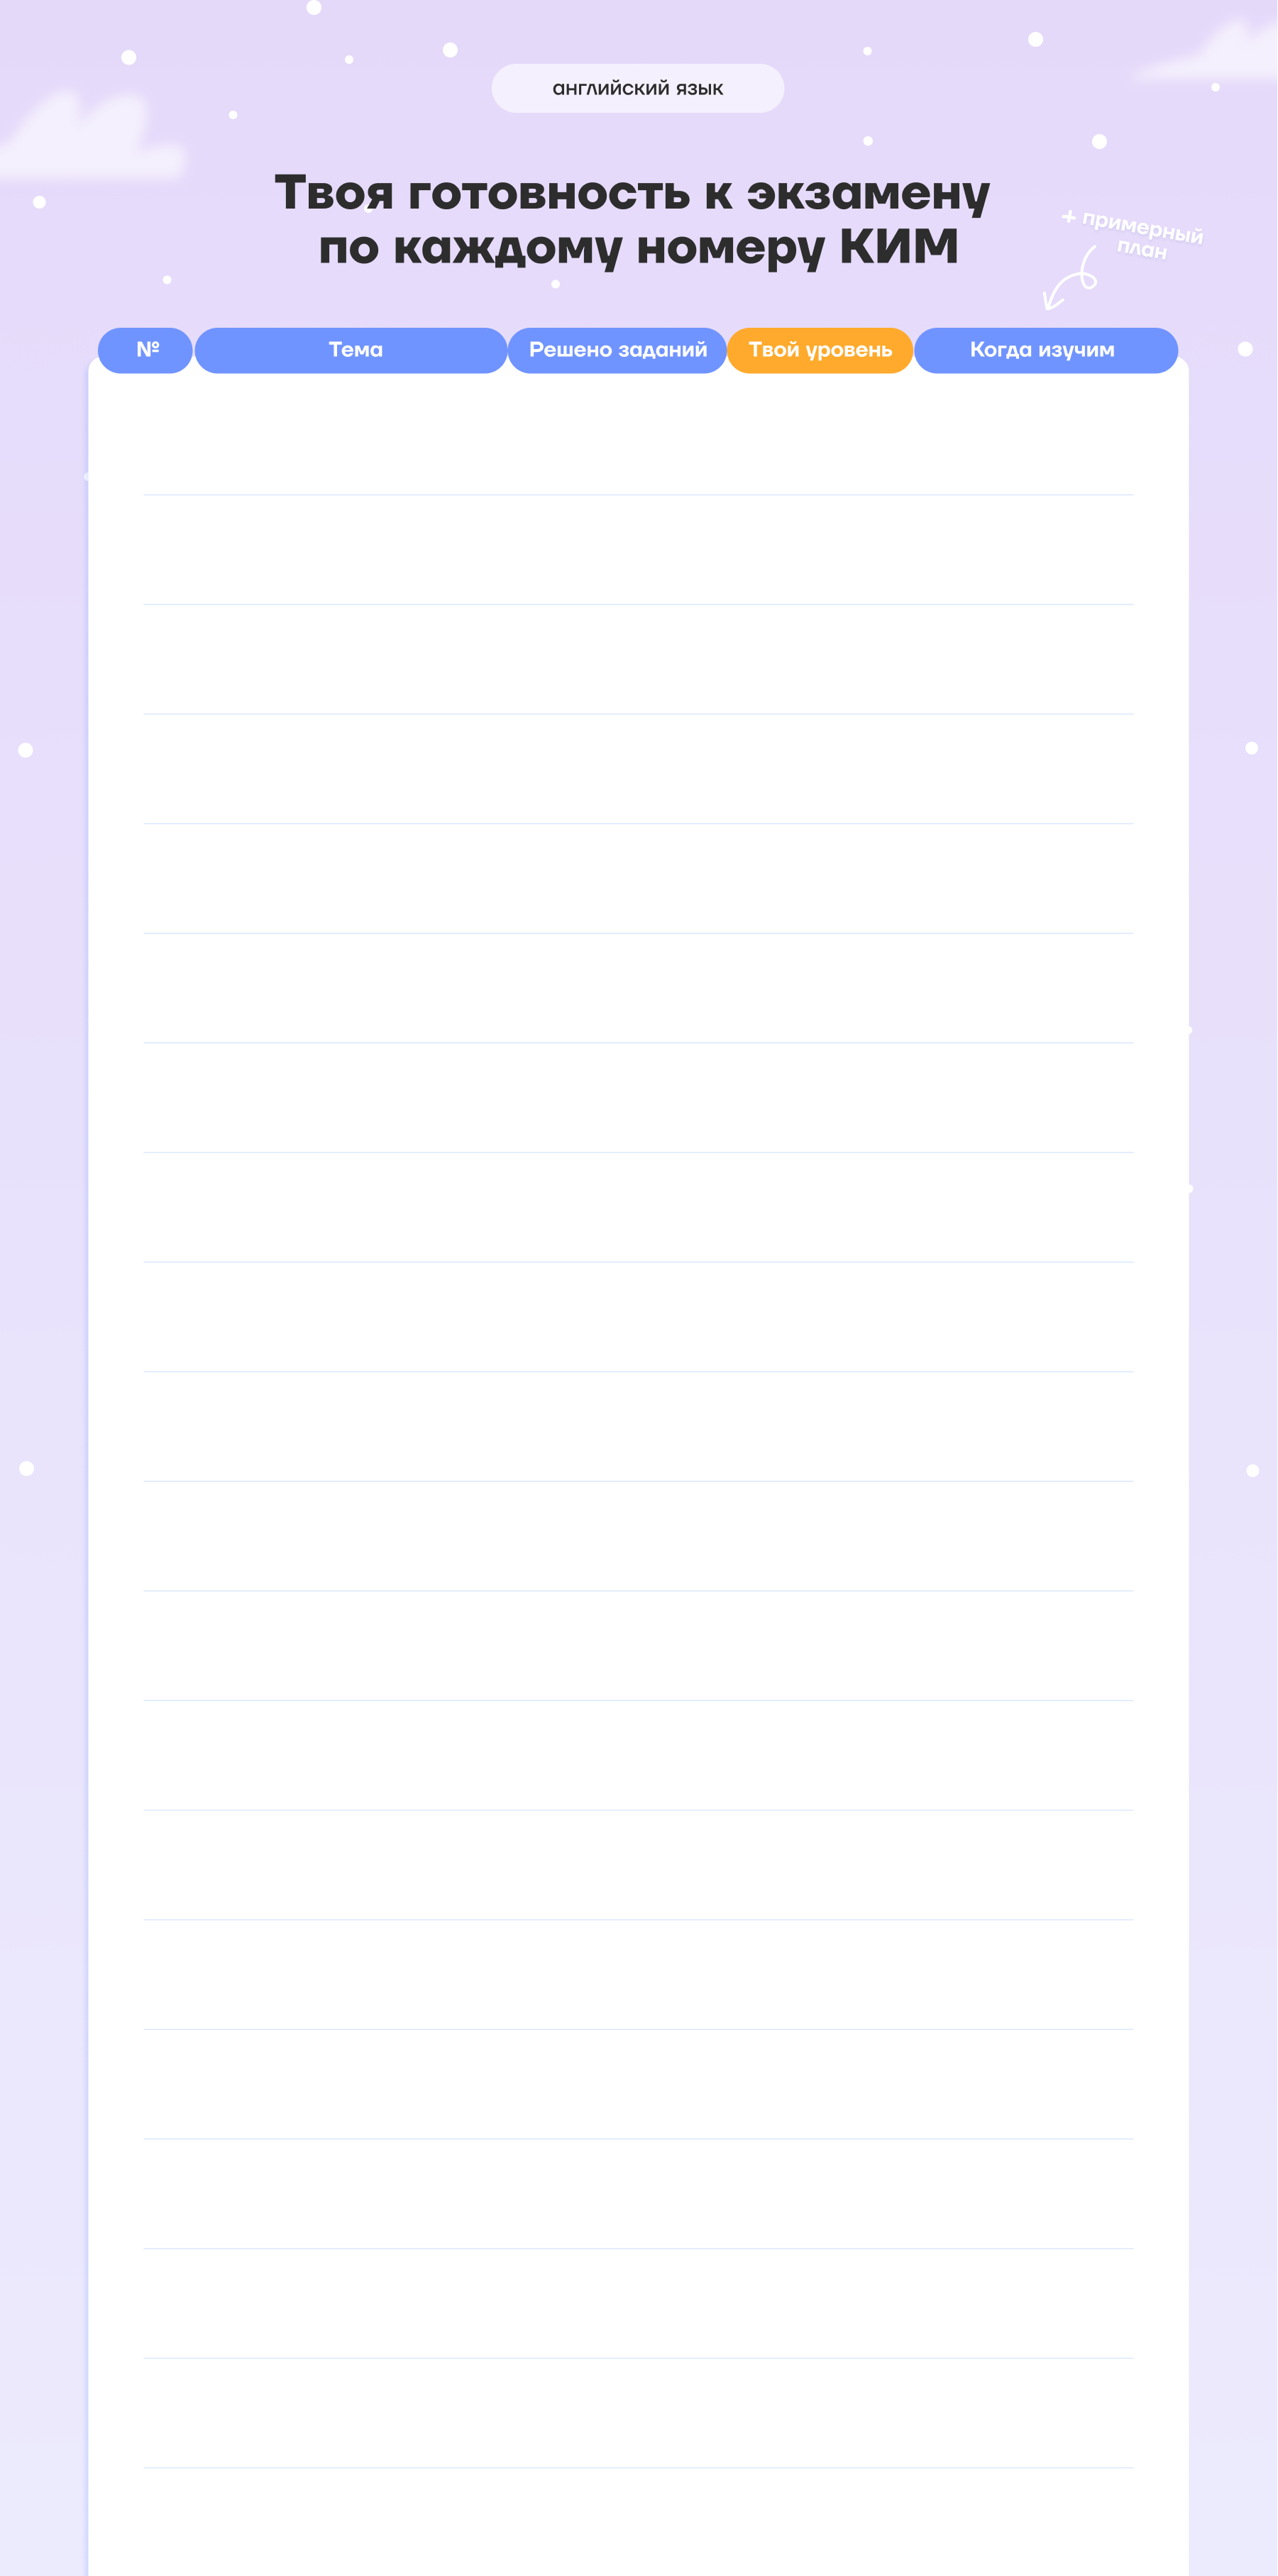 английский язык
Твоя готовность к экзамену
по каждому номеру КИМ
+ примерный
план
№ Тема Решено заданий Твой уровень Когда изучим